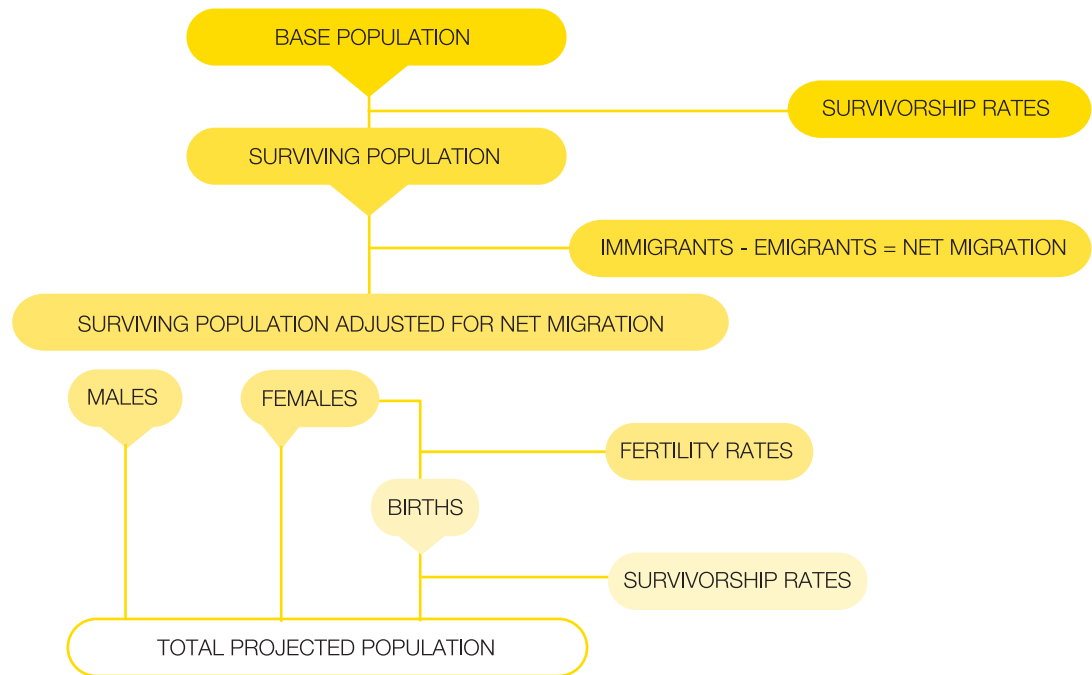 BASE POPULATION
SURVIVORSHIP RATES
SURVIVING POPULATION
IMMIGRANTS - EMIGRANTS = NET MIGRATION
SURVIVING POPULATION ADJUSTED FOR NET MIGRATION
MALES
FEMALES
FERTILITY RATES
BIRTHS
SURVIVORSHIP RATES
TOTAL PROJECTED POPULATION